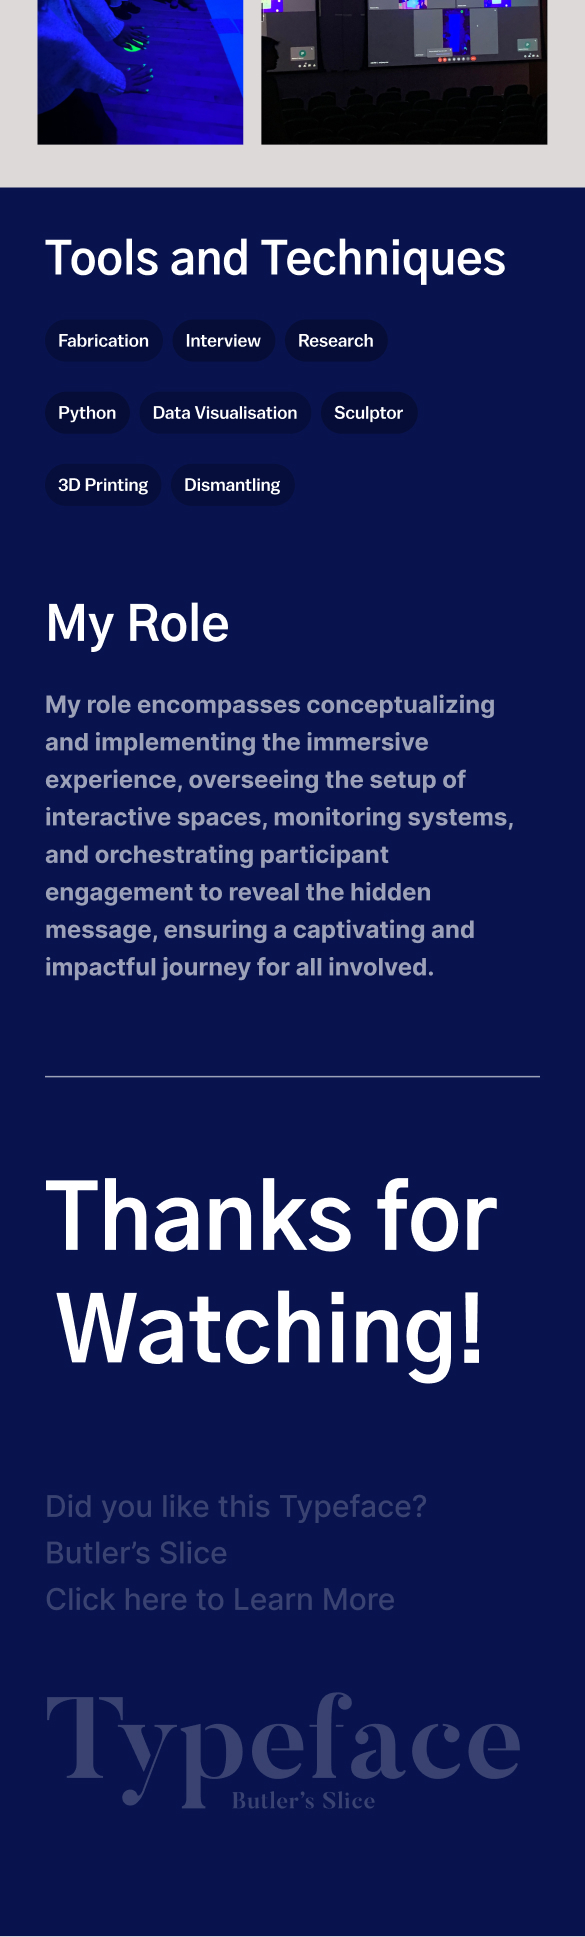 Tools and Techniques
Fabrication Interview Research
Python Data Visualisation Sculptor
3D Printing Dismantling
My Role
My role encompasses conceptualizing
and implementing the immersive
experience, overseeing the setup of
interactive spaces, monitoring systems,
and orchestrating participant
engagement to reveal the hidden
message, ensuring a captivating and
impactful journey for all involved.
Thanks for
Watching!
Did you like this Typeface?
Butler’s Slice
Click here to Learn More
Typeface
Butler’s Slice